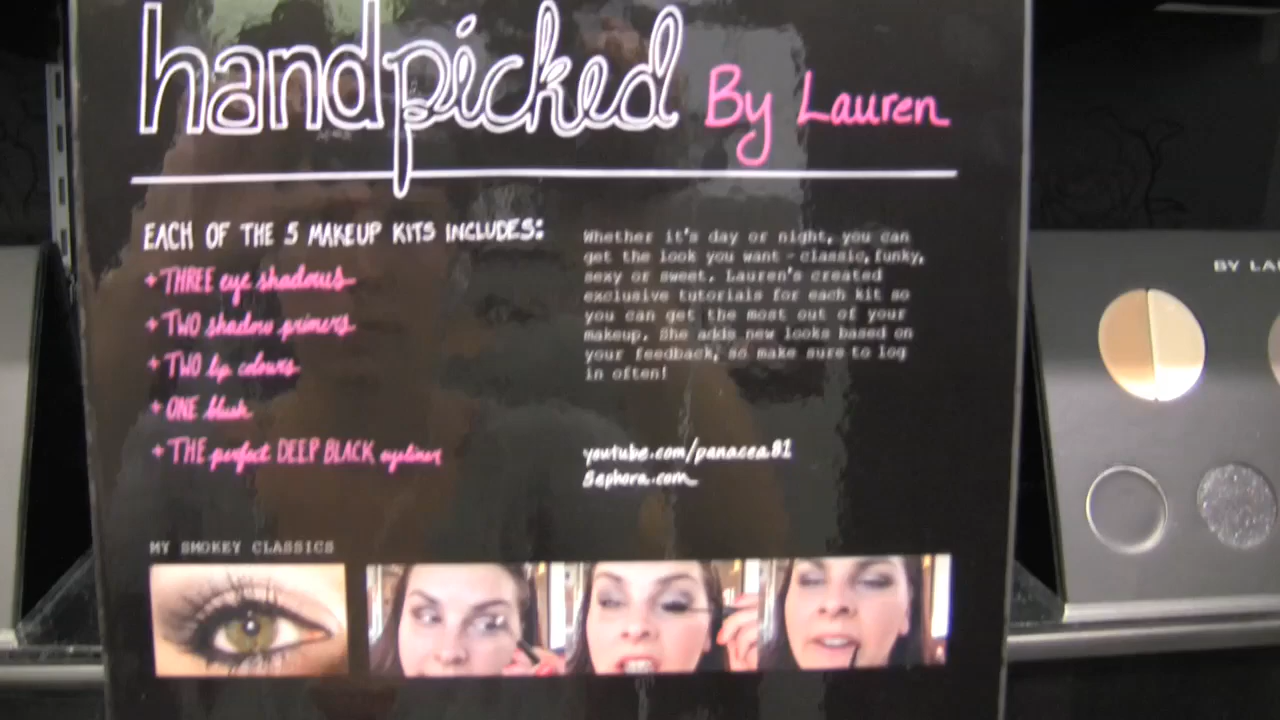 handpicked By Lauren
EACH OF THE 5 MAKEUP KITS INCLUDES:
+ THREE eye shadows
+ TWO shadow primers
+ TWO lip colours
+ ONE blush
+ THE perfect DEEP BLACK eyeliner
Whether it's day or night, you can
get the look you want - classic, funky,
sexy or sweet. Lauren's created
exclusive tutorials for each kit so
you can get the most out of your
makeup. She adds new looks based on
your feedback, so make sure to log
in often!
youtube.com/panacea81
Sephora.com
MY SMOKEY CLASSICS
BY